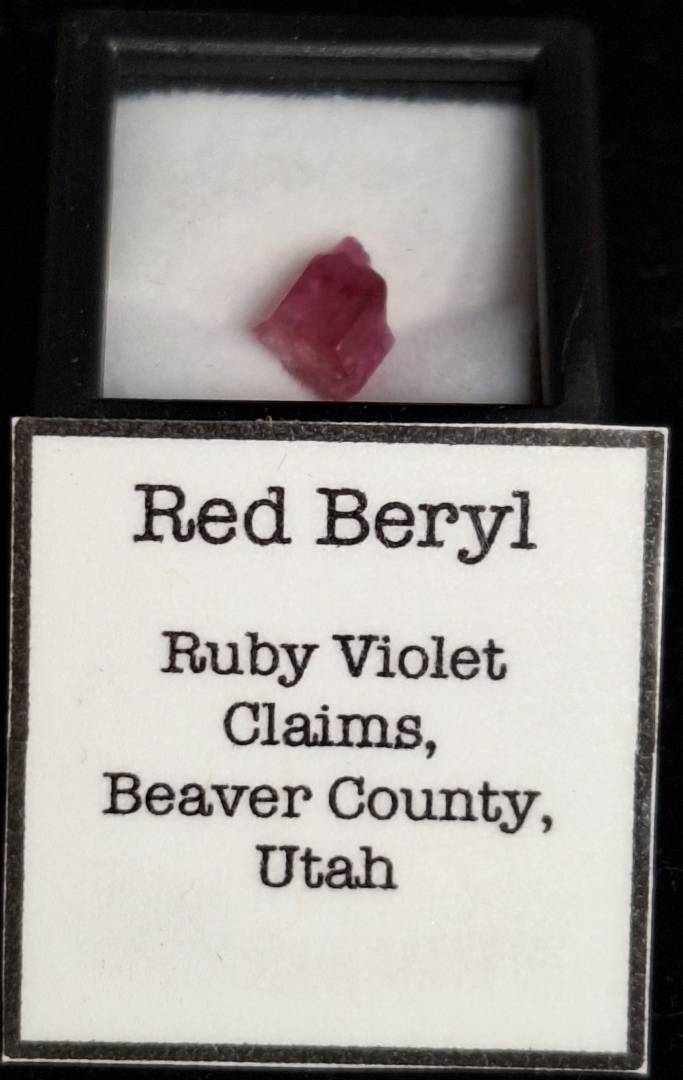 Red Beryl
Ruby Violet
Claims,
Beaver County,
Utah